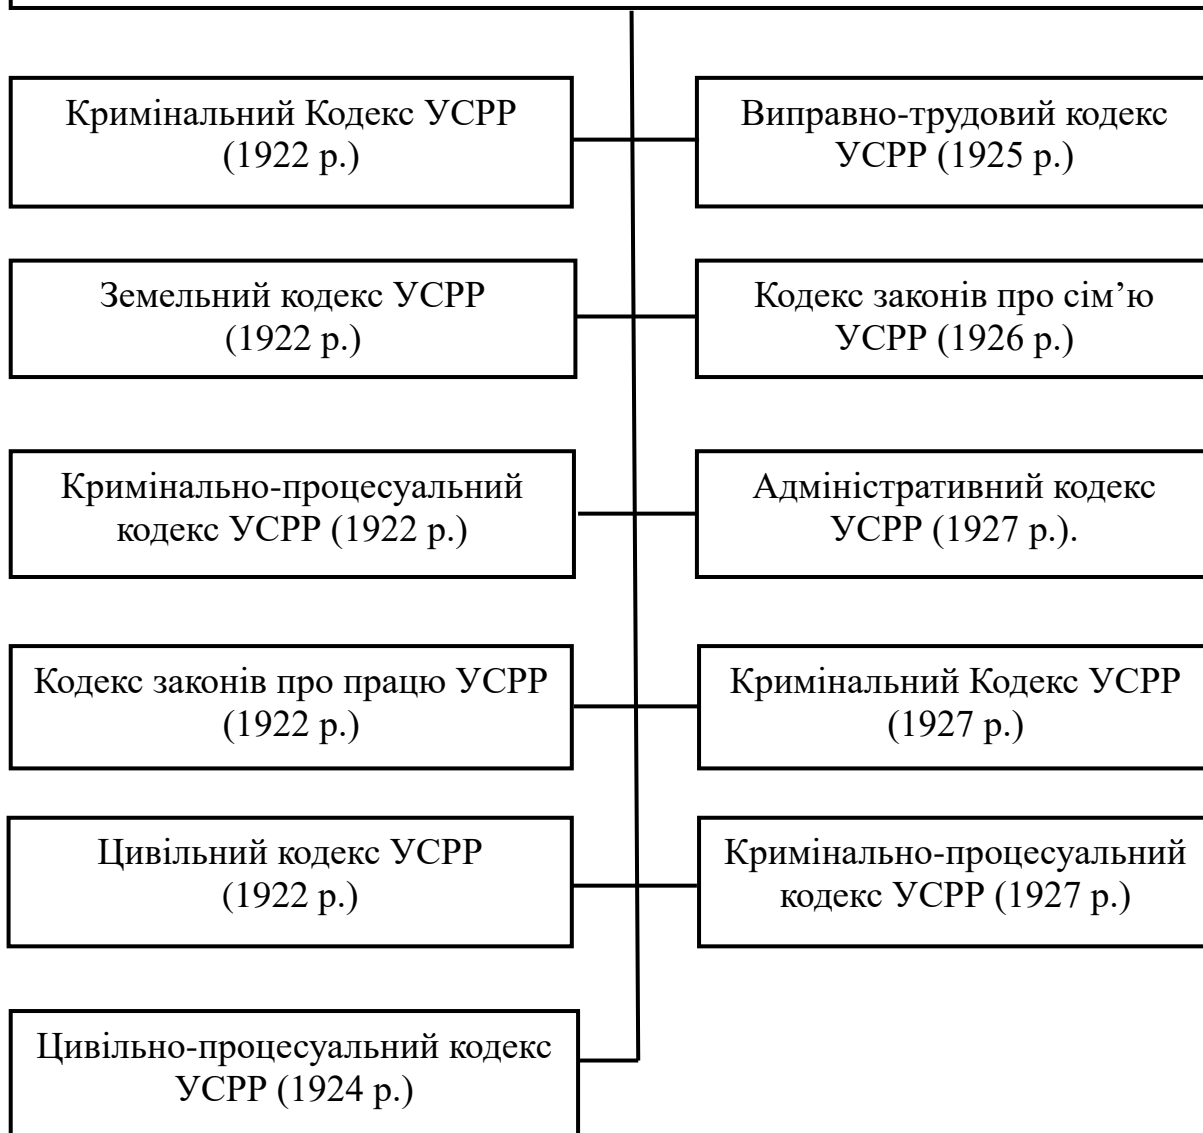 Кримінальний Кодекс УСРР
(1922 р.)
Виправно-трудовий кодекс
УСРР (1925 р.)
Земельний кодекс УСРР
(1922 р.)
Кодекс законів про сім’ю
УСРР (1926 р.)
Кримінально-процесуальний
кодекс УСРР (1922 р.)
Адміністративний кодекс
УСРР (1927 р.).
Кодекс законів про працю УСРР
(1922 р.)
Кримінальний Кодекс УСРР
(1927 р.)
Цивільний кодекс УСРР
(1922 р.)
Кримінально-процесуальний
кодекс УСРР (1927 р.)
Цивільно-процесуальний кодекс
УСРР (1924 р.)